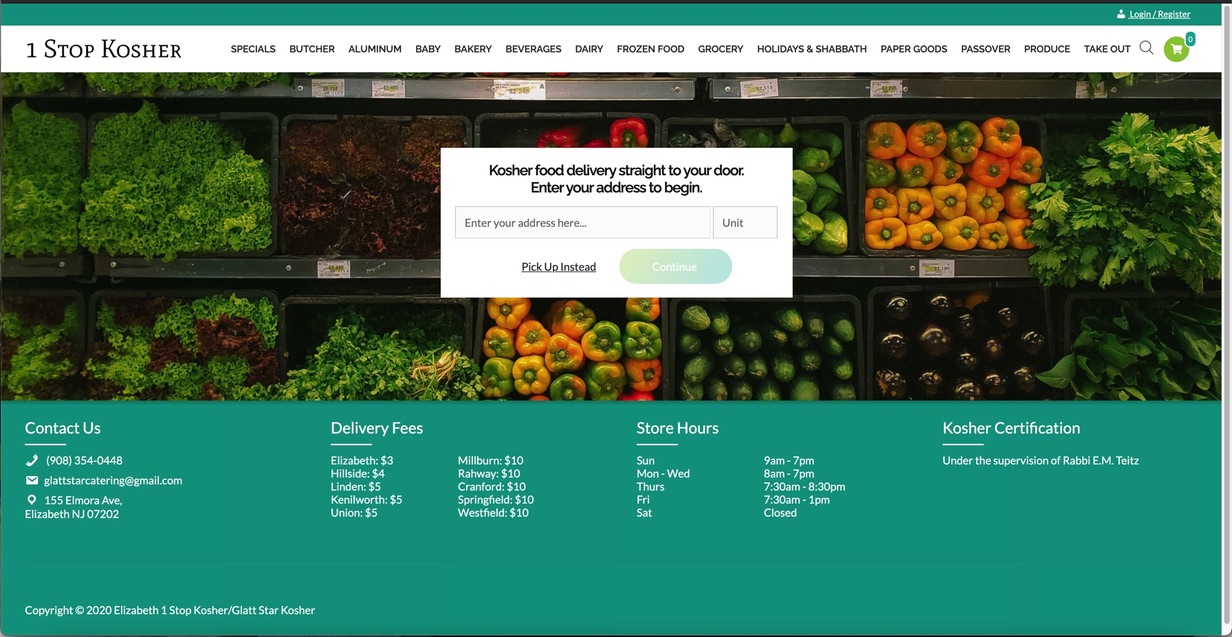 Login / Register
1 Stop Kosher
SPECIALS BUTCHER ALUMINUM BABY BAKERY BEVERAGES DAIRY FROZEN FOOD GROCERY HOLIDAYS & SHABBATH PAPER GOODS PASSOVER PRODUCE TAKE OUT
0
Kosher food delivery straight to your door.
Enter your address to begin.
Enter your address here... Unit
Pick Up Instead Continue
Contact Us
(908) 354-0448
glattstarcatering@gmail.com
155 Elmora Ave,
Elizabeth NJ 07202
Delivery Fees
Elizabeth: $3
Hillside: $4
Linden: $5
Kenilworth: $5
Union: $5
Millburn: $10
Rahway: $10
Cranford: $10
Springfield: $10
Westfield: $10
Store Hours
Sun 9am - 7pm
Mon - Wed 8am - 7pm
Thurs 7:30am - 8:30pm
Fri 7:30am - 1pm
Sat Closed
Kosher Certification
Under the supervision of Rabbi E.M. Teitz
Copyright © 2020 Elizabeth 1 Stop Kosher/Glatt Star Kosher